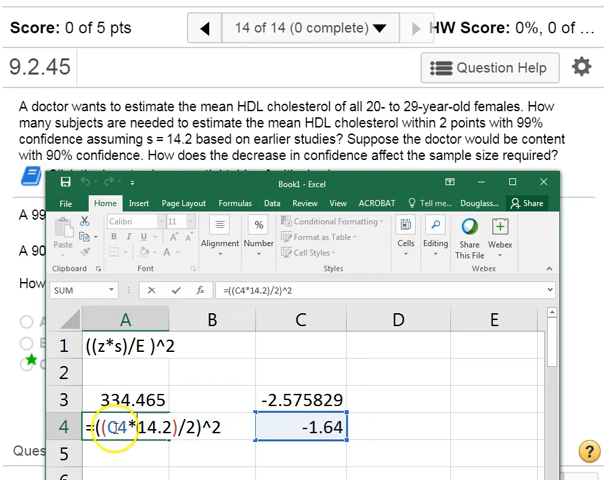 Score: 0 of 5 pts
14 of 14 (0 complete)
HW Score: 0%, 0 of ...
9.2.45
Question Help
A doctor wants to estimate the mean HDL cholesterol of all 20- to 29-year-old females. How
many subjects are needed to estimate the mean HDL cholesterol within 2 points with 99%
confidence assuming s = 14.2 based on earlier studies? Suppose the doctor would be content
with 90% confidence. How does the decrease in confidence affect the sample size required?
A 99
A 90
How
Ques
Book1 - Excel
File Home Insert Page Layout Formulas Data Review View ACROBAT Tell me... Douglass... Share
Paste
Calibri 11
B I U A A
Alignment
Number
Conditional Formatting
Format as Table
Cell Styles
Cells
Editing
Share This File
Webex
Clipboard Font Styles Webex
SUM fx =((C4*14.2)/2)^2
A B C D E
1 ((z*s)/E )^2
2
3 334.465 -2.575829
4 =((C4*14.2)/2)^2 -1.64
5
?